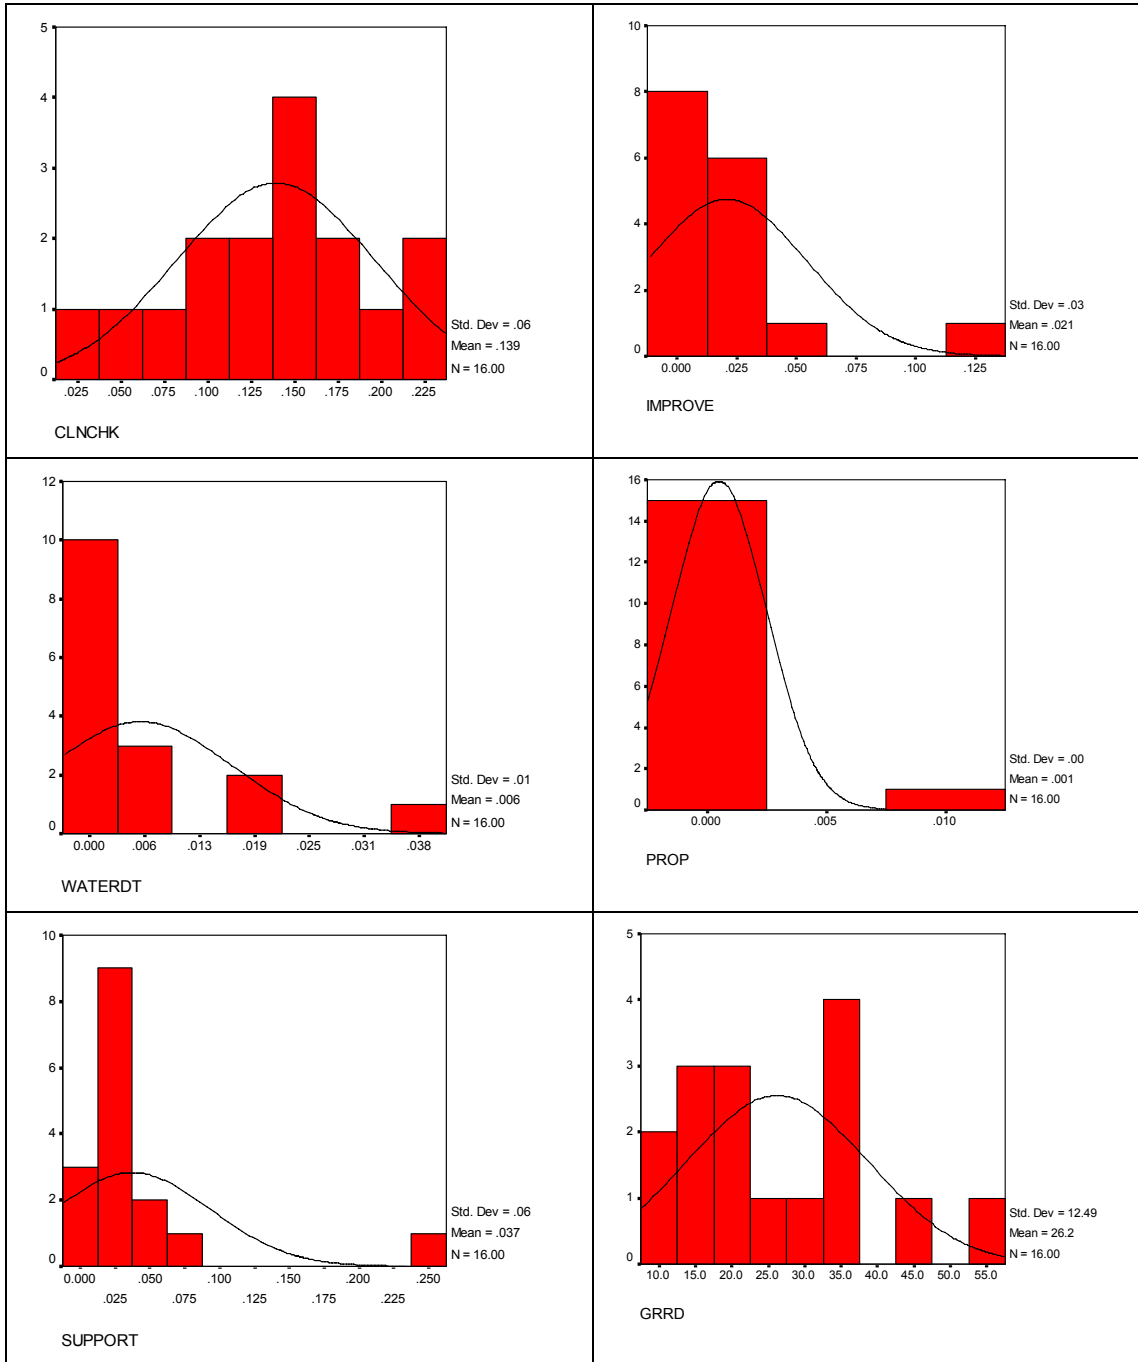 5
4
3
2
1
0
.025 .050 .075 .100 .125 .150 .175 .200 .225
Std. Dev = .06
Mean = .139
N = 16.00
CLNCHK
10
8
6
4
2
0
0.000 .025 .050 .075 .100 .125
Std. Dev = .03
Mean = .021
N = 16.00
IMPROVE
12
10
8
6
4
2
0
0.000 .006 .013 .019 .025 .031 .038
Std. Dev = .01
Mean = .006
N = 16.00
WATERDT
16
14
12
10
8
6
4
2
0
0.000 .005 .010
Std. Dev = .00
Mean = .001
N = 16.00
PROP
10
8
6
4
2
0
0.000 .050 .100 .150 .200 .250
.025 .075 .125 .175 .225
Std. Dev = .06
Mean = .037
N = 16.00
SUPPORT
5
4
3
2
1
0
10.0 15.0 20.0 25.0 30.0 35.0 40.0 45.0 55.0
Std. Dev = 12.49
Mean = 26.2
N = 16.00
GRRD